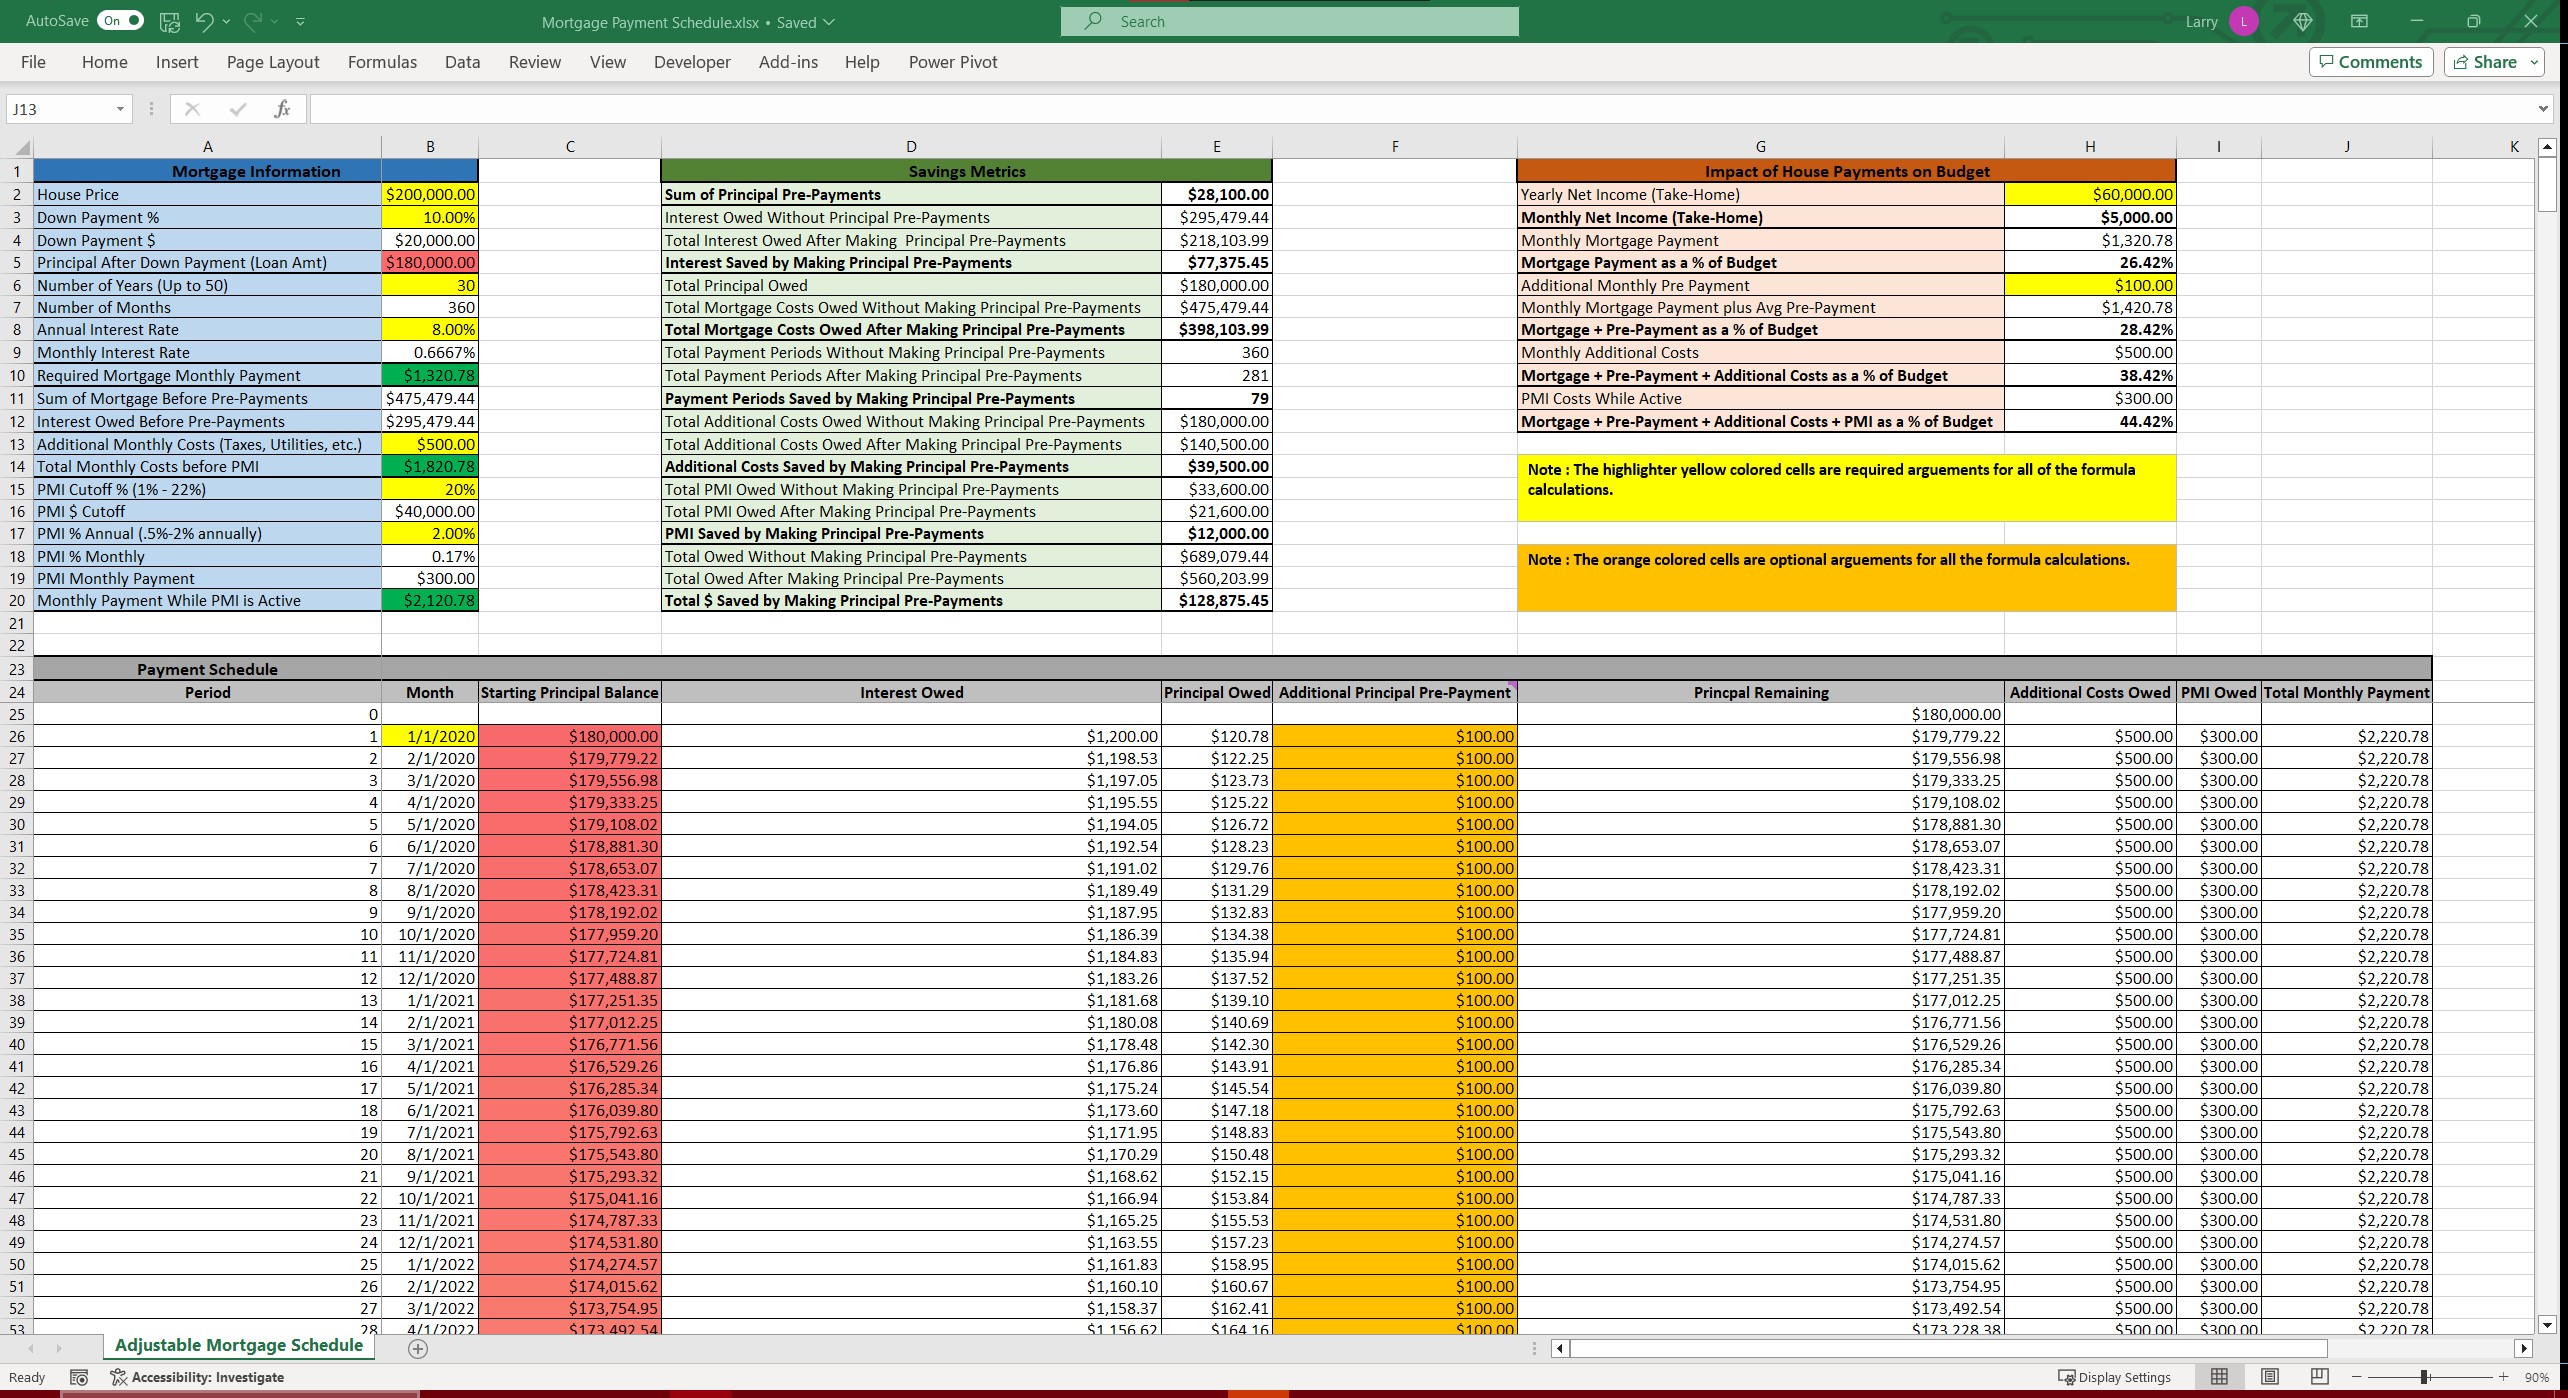 AutoSave On Mortgage Payment Schedule.xlsx • Saved Search Larry L
File Home Insert Page Layout Formulas Data Review View Developer Add-ins Help Power Pivot Comments Share
J13 fx
A B C D E F G H I J K
1 Mortgage Information Savings Metrics Impact of House Payments on Budget
2 House Price $200,000.00 Sum of Principal Pre-Payments $28,100.00 Yearly Net Income (Take-Home) $60,000.00
3 Down Payment % 10.00% Interest Owed Without Principal Pre-Payments $295,479.44 Monthly Net Income (Take-Home) $5,000.00
4 Down Payment $ $20,000.00 Total Interest Owed After Making Principal Pre-Payments $218,103.99 Monthly Mortgage Payment $1,320.78
5 Principal After Down Payment (Loan Amt) $180,000.00 Interest Saved by Making Principal Pre-Payments $77,375.45 Mortgage Payment as a % of Budget 26.42%
6 Number of Years (Up to 50) 30 Total Principal Owed $180,000.00 Additional Monthly Pre Payment $100.00
7 Number of Months 360 Total Mortgage Costs Owed Without Making Principal Pre-Payments $475,479.44 Monthly Mortgage Payment plus Avg Pre-Payment $1,420.78
8 Annual Interest Rate 8.00% Total Mortgage Costs Owed After Making Principal Pre-Payments $398,103.99 Mortgage + Pre-Payment as a % of Budget 28.42%
9 Monthly Interest Rate 0.6667% Total Payment Periods Without Making Principal Pre-Payments 360 Monthly Additional Costs $500.00
10 Required Mortgage Monthly Payment $1,320.78 Total Payment Periods After Making Principal Pre-Payments 281 Mortgage + Pre-Payment + Additional Costs as a % of Budget 38.42%
11 Sum of Mortgage Before Pre-Payments $475,479.44 Payment Periods Saved by Making Principal Pre-Payments 79 PMI Costs While Active $300.00
12 Interest Owed Before Pre-Payments $295,479.44 Total Additional Costs Owed Without Making Principal Pre-Payments $180,000.00 Mortgage + Pre-Payment + Additional Costs + PMI as a % of Budget 44.42%
13 Additional Monthly Costs (Taxes, Utilities, etc.) $500.00 Total Additional Costs Owed After Making Principal Pre-Payments $140,500.00
14 Total Monthly Costs before PMI $1,820.78 Additional Costs Saved by Making Principal Pre-Payments $39,500.00 Note : The highlighter yellow colored cells are required arguements for all of the formula
15 PMI Cutoff % (1% - 22%) 20% Total PMI Owed Without Making Principal Pre-Payments $33,600.00 calculations.
16 PMI $ Cutoff $40,000.00 Total PMI Owed After Making Principal Pre-Payments $21,600.00
17 PMI % Annual (.5%-2% annually) 2.00% PMI Saved by Making Principal Pre-Payments $12,000.00
18 PMI % Monthly 0.17% Total Owed Without Making Principal Pre-Payments $689,079.44 Note : The orange colored cells are optional arguements for all the formula calculations.
19 PMI Monthly Payment $300.00 Total Owed After Making Principal Pre-Payments $560,203.99
20 Monthly Payment While PMI is Active $2,120.78 Total $ Saved by Making Principal Pre-Payments $128,875.45
21
22
23 Payment Schedule
24 Period Month Starting Principal Balance Interest Owed Principal Owed Additional Principal Pre-Payment Princpal Remaining Additional Costs Owed PMI Owed Total Monthly Payment
25 0 $180,000.00
26 1 1/1/2020 $180,000.00 $1,200.00 $120.78 $100.00 $179,779.22 $500.00 $300.00 $2,220.78
27 2 2/1/2020 $179,779.22 $1,198.53 $122.25 $100.00 $179,556.98 $500.00 $300.00 $2,220.78
28 3 3/1/2020 $179,556.98 $1,197.05 $123.73 $100.00 $179,333.25 $500.00 $300.00 $2,220.78
29 4 4/1/2020 $179,333.25 $1,195.55 $125.22 $100.00 $179,108.02 $500.00 $300.00 $2,220.78
30 5 5/1/2020 $179,108.02 $1,194.05 $126.72 $100.00 $178,881.30 $500.00 $300.00 $2,220.78
31 6 6/1/2020 $178,881.30 $1,192.54 $128.23 $100.00 $178,653.07 $500.00 $300.00 $2,220.78
32 7 7/1/2020 $178,653.07 $1,191.02 $129.76 $100.00 $178,423.31 $500.00 $300.00 $2,220.78
33 8 8/1/2020 $178,423.31 $1,189.49 $131.29 $100.00 $178,192.02 $500.00 $300.00 $2,220.78
34 9 9/1/2020 $178,192.02 $1,187.95 $132.83 $100.00 $177,959.20 $500.00 $300.00 $2,220.78
35 10 10/1/2020 $177,959.20 $1,186.39 $134.38 $100.00 $177,724.81 $500.00 $300.00 $2,220.78
36 11 11/1/2020 $177,724.81 $1,184.83 $135.94 $100.00 $177,488.87 $500.00 $300.00 $2,220.78
37 12 12/1/2020 $177,488.87 $1,183.26 $137.52 $100.00 $177,251.35 $500.00 $300.00 $2,220.78
38 13 1/1/2021 $177,251.35 $1,181.68 $139.10 $100.00 $177,012.25 $500.00 $300.00 $2,220.78
39 14 2/1/2021 $177,012.25 $1,180.08 $140.69 $100.00 $176,771.56 $500.00 $300.00 $2,220.78
40 15 3/1/2021 $176,771.56 $1,178.48 $142.30 $100.00 $176,529.26 $500.00 $300.00 $2,220.78
41 16 4/1/2021 $176,529.26 $1,176.86 $143.91 $100.00 $176,285.34 $500.00 $300.00 $2,220.78
42 17 5/1/2021 $176,285.34 $1,175.24 $145.54 $100.00 $176,039.80 $500.00 $300.00 $2,220.78
43 18 6/1/2021 $176,039.80 $1,173.60 $147.18 $100.00 $175,792.63 $500.00 $300.00 $2,220.78
44 19 7/1/2021 $175,792.63 $1,171.95 $148.83 $100.00 $175,543.80 $500.00 $300.00 $2,220.78
45 20 8/1/2021 $175,543.80 $1,170.29 $150.48 $100.00 $175,293.32 $500.00 $300.00 $2,220.78
46 21 9/1/2021 $175,293.32 $1,168.62 $152.15 $100.00 $175,041.16 $500.00 $300.00 $2,220.78
47 22 10/1/2021 $175,041.16 $1,166.94 $153.84 $100.00 $174,787.33 $500.00 $300.00 $2,220.78
48 23 11/1/2021 $174,787.33 $1,165.25 $155.53 $100.00 $174,531.80 $500.00 $300.00 $2,220.78
49 24 12/1/2021 $174,531.80 $1,163.55 $157.23 $100.00 $174,274.57 $500.00 $300.00 $2,220.78
50 25 1/1/2022 $174,274.57 $1,161.83 $158.95 $100.00 $174,015.62 $500.00 $300.00 $2,220.78
51 26 2/1/2022 $174,015.62 $1,160.10 $160.67 $100.00 $173,754.95 $500.00 $300.00 $2,220.78
52 27 3/1/2022 $173,754.95 $1,158.37 $162.41 $100.00 $173,492.54 $500.00 $300.00 $2,220.78
53 28 4/1/2022 $173,492.54 $1,156.62 $164.16 $100.00 $173,228.38 $500.00 $300.00 $2,220.78
Adjustable Mortgage Schedule
Ready Accessibility: Investigate Display Settings 90%